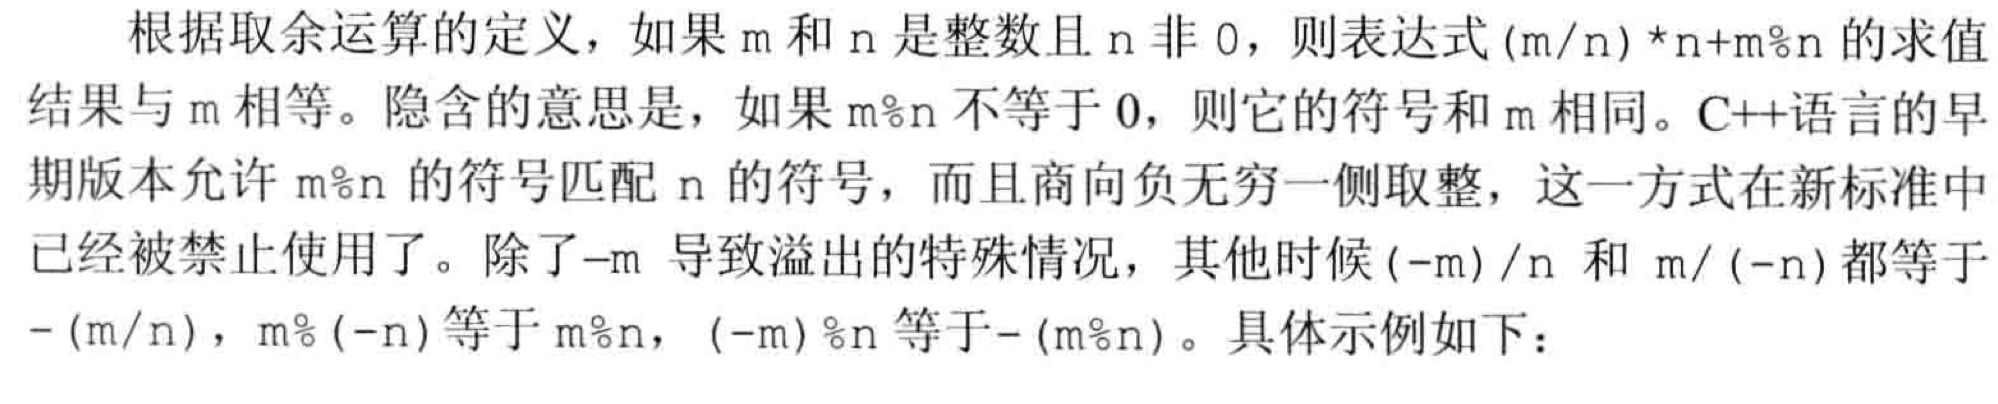 根据取余运算的定义，如果 m 和 n 是整数且 n 非 0，则表达式(m/n)*n+m%n 的求值
结果与 m 相等。隐含的意思是，如果 m%n 不等于 0，则它的符号和 m 相同。C++语言的早
期版本允许 m%n 的符号匹配 n 的符号，而且商向负无穷一侧取整，这一方式在新标准中
已经被禁止使用了。除了–m 导致溢出的特殊情况，其他时候(-m)/n 和 m/(-n)都等于
-(m/n)，m%(-n)等于 m%n，(-m)%n 等于-(m%n)。具体示例如下：